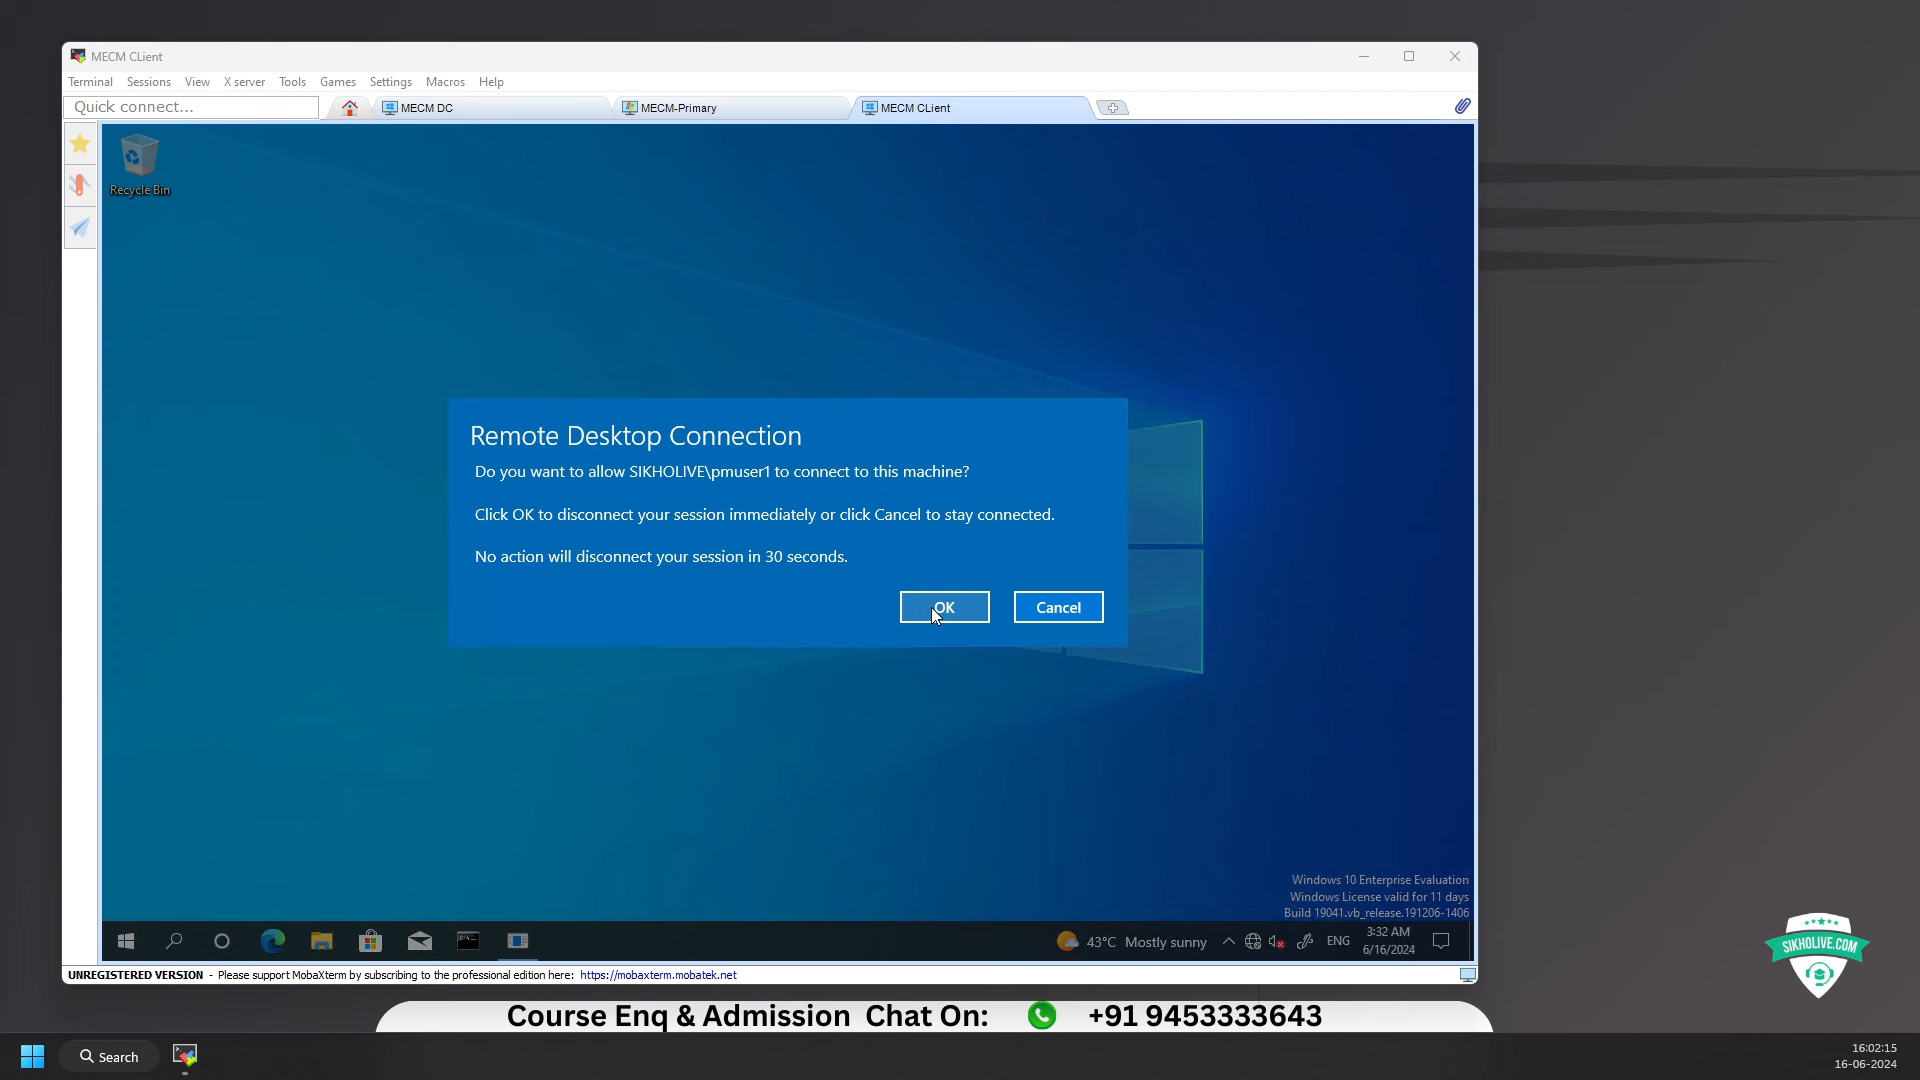 MECM CLient
Terminal Sessions View X server Tools Games Settings Macros Help
Quick connect...
MECM DC
MECM-Primary
MECM CLient
Recycle Bin
Remote Desktop Connection
Do you want to allow SIKHOLIVE\pmuser1 to connect to this machine?
Click OK to disconnect your session immediately or click Cancel to stay connected.
No action will disconnect your session in 30 seconds.
OK
Cancel
Windows 10 Enterprise Evaluation
Windows License valid for 11 days
Build 19041.vb_release.191206-1406
43°C Mostly sunny
ENG
3:32 AM
6/16/2024
UNREGISTERED VERSION - Please support MobaXterm by subscribing to the professional edition here: https://mobaxterm.mobatek.net
SIKHOLIVE.COM
Course Enq & Admission Chat On: +91 9453333643
Search
16:02:15
16-06-2024